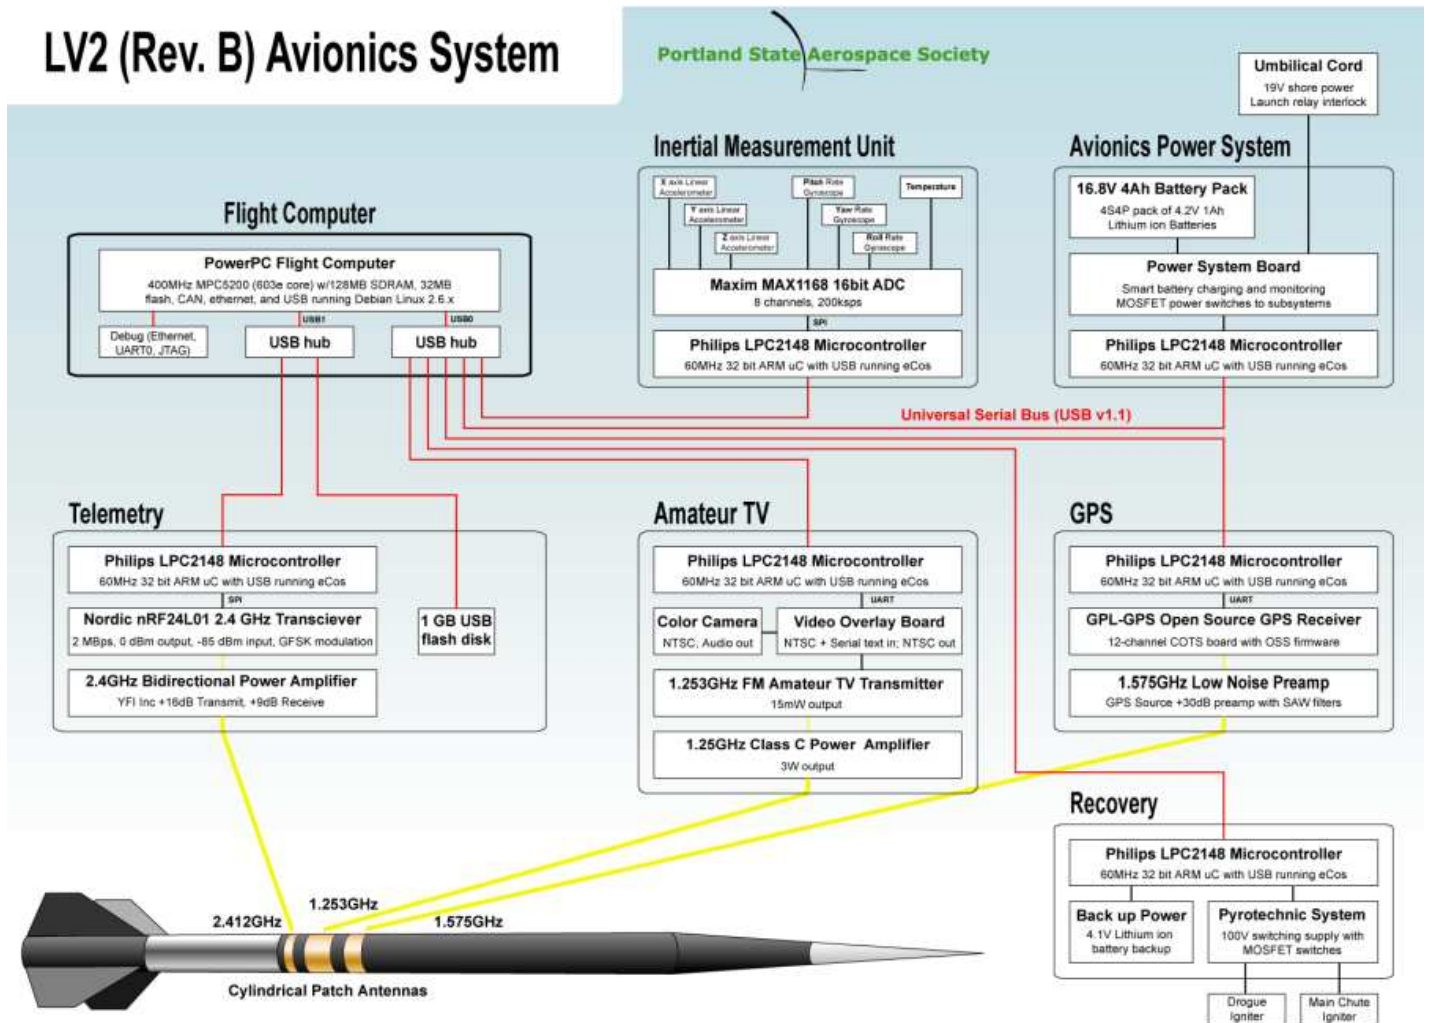 LV2 (Rev. B) Avionics System
Portland State Aerospace Society
Umbilical Cord
19V shore power
Launch relay interlock
Flight Computer
PowerPC Flight Computer
400MHz MPC5200 (603e core) w/128MB SDRAM, 32MB
flash, CAN, ethernet, and USB running Debian Linux 2.6.x
USB1
USB0
Debug (Ethernet,
UART0, JTAG)
USB hub
USB hub
Inertial Measurement Unit
X axis Linear
Accelerometer
Y axis Linear
Accelerometer
Z axis Linear
Accelerometer
Pitch Rate
Gyroscope
Yaw Rate
Gyroscope
Roll Rate
Gyroscope
Temperature
Maxim MAX1168 16bit ADC
8 channels, 200ksps
SPI
Philips LPC2148 Microcontroller
60MHz 32 bit ARM uC with USB running eCos
Avionics Power System
16.8V 4Ah Battery Pack
4S4P pack of 4.2V 1Ah
Lithium ion Batteries
Power System Board
Smart battery charging and monitoring
MOSFET power switches to subsystems
Philips LPC2148 Microcontroller
60MHz 32 bit ARM uC with USB running eCos
Universal Serial Bus (USB v1.1)
Telemetry
Philips LPC2148 Microcontroller
60MHz 32 bit ARM uC with USB running eCos
SPI
Nordic nRF24L01 2.4 GHz Transciever
2 MBps, 0 dBm output, -85 dBm input, GFSK modulation
2.4GHz Bidirectional Power Amplifier
YFI Inc +16dB Transmit, +9dB Receive
1 GB USB
flash disk
Amateur TV
Philips LPC2148 Microcontroller
60MHz 32 bit ARM uC with USB running eCos
UART
Color Camera
NTSC, Audio out
Video Overlay Board
NTSC + Serial text in; NTSC out
1.253GHz FM Amateur TV Transmitter
15mW output
1.25GHz Class C Power Amplifier
3W output
GPS
Philips LPC2148 Microcontroller
60MHz 32 bit ARM uC with USB running eCos
UART
GPL-GPS Open Source GPS Receiver
12-channel COTS board with OSS firmware
1.575GHz Low Noise Preamp
GPS Source +30dB preamp with SAW filters
Recovery
Philips LPC2148 Microcontroller
60MHz 32 bit ARM uC with USB running eCos
Back up Power
4.1V Lithium ion
battery backup
Pyrotechnic System
100V switching supply with
MOSFET switches
Drogue
Igniter
Main Chute
Igniter
2.412GHz
1.253GHz
1.575GHz
Cylindrical Patch Antennas